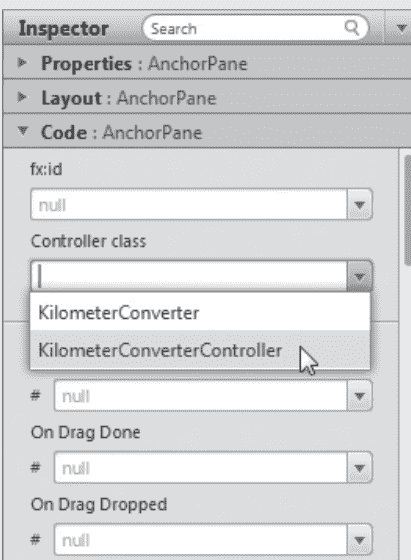 Inspector Search
Properties : AnchorPane
Layout : AnchorPane
Code : AnchorPane
fx:id
null
Controller class
KilometerConverter
KilometerConverterController
# null
On Drag Done
# null
On Drag Dropped
# null